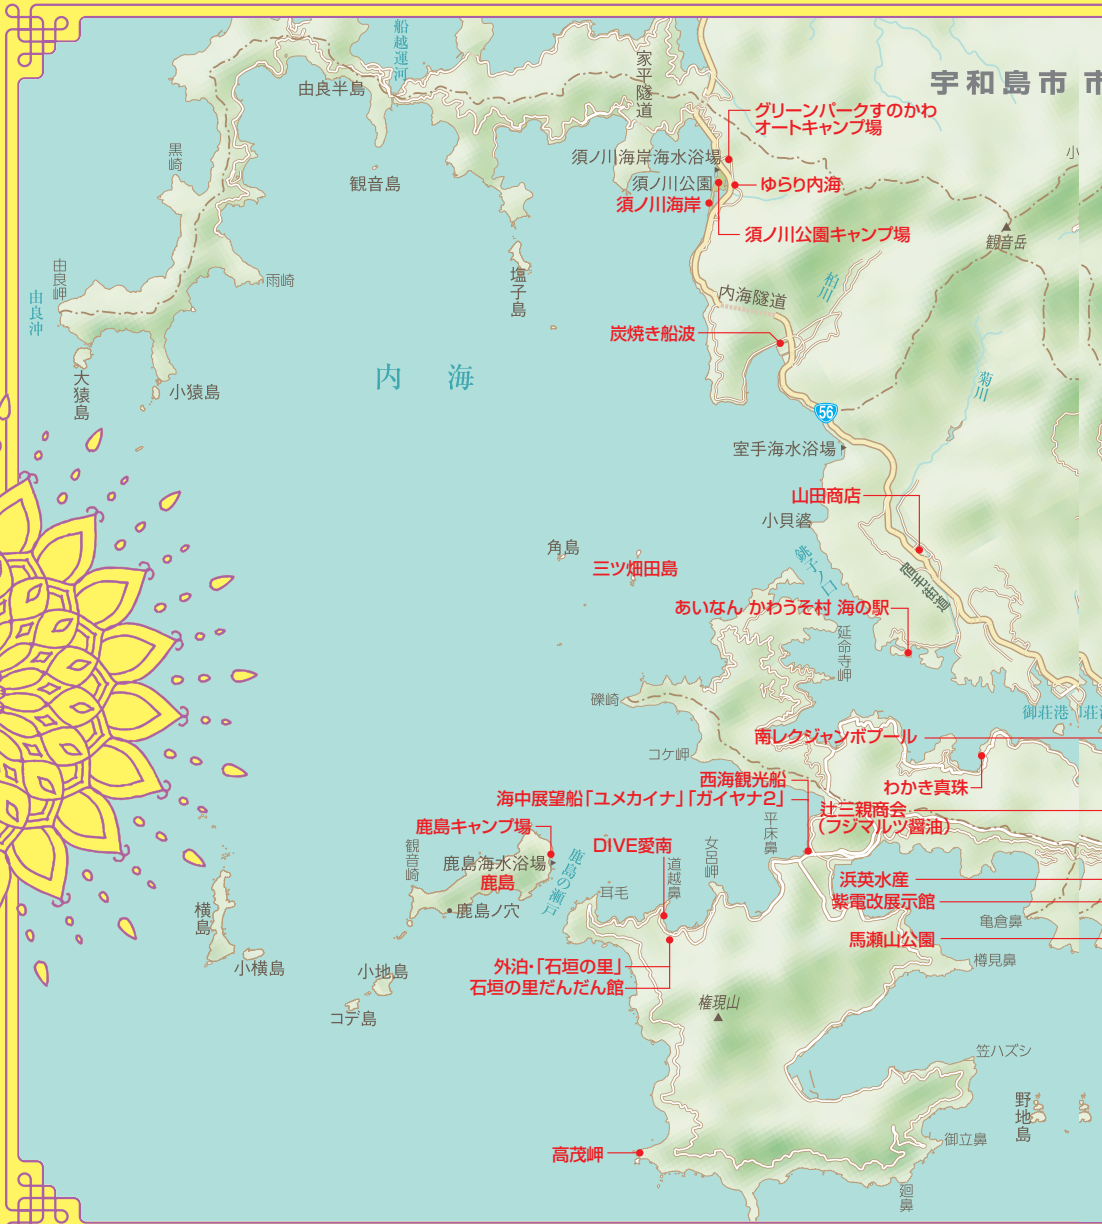 船越運河
由良半島
家平隧道
宇和島市 市
グリーンパークすのかわ
オートキャンプ場
黒崎
観音島
須ノ川海岸海水浴場
小
須ノ川公園
ゆらり内海
須ノ川海岸
須ノ川公園キャンプ場
観音岳
由良岬
由良沖
雨崎
塩子島
柏川
内海隧道
炭焼き船波
大猿島
小猿島
内 海
菊川
56
室手海水浴場
山田商店
小貝碆
角島
三ツ畑田島
銚子ノ口
宿毛街道
あいなん かわうそ村 海の駅
延命寺岬
礫崎
御荘港
荘
コケ岬
南レクジャンボプール
わかき真珠
西海観光船
海中展望船「ユメカイナ」「ガイヤナ2」
辻三親商会
(フジマルツ醤油)
平床鼻
鹿島キャンプ場
DIVE愛南
女呂岬
道越鼻
観音崎
鹿島海水浴場
鹿島の瀬戸
鹿島
鹿島ノ穴
耳毛
浜英水産
紫電改展示館
亀倉鼻
馬瀬山公園
樽見鼻
横島
小横島
小地島
コデ島
外泊・「石垣の里」
石垣の里だんだん館
権現山
笠ハズシ
野地島
御立鼻
高茂岬
廻鼻